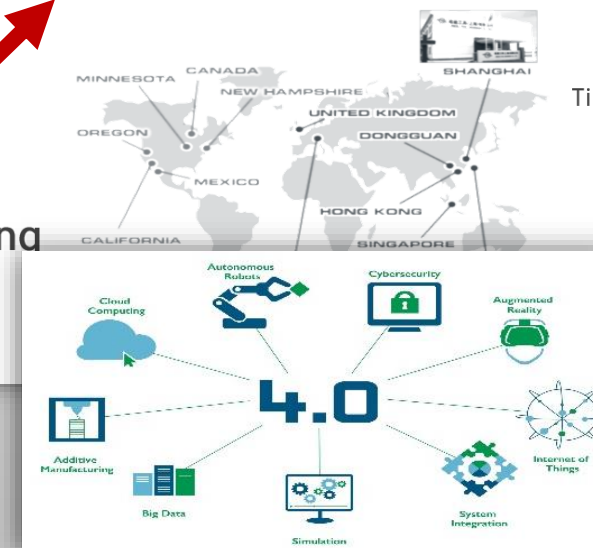 SHANGHAI
CANADA
MINNESOTA
NEW HAMPSHIRE
Ti
UNITED KINGDOM
OREGON
DONGGUAN
MEXICO
HONG KONG
ng
CALIFORNIA
SINGAPORE
Autonomous
Robots
Cybersecurity
Cloud
Computing
Augmented
Reality
4.0
Additive
Manufacturing
Internet of
Things
Big Data
System
Integration
Simulation